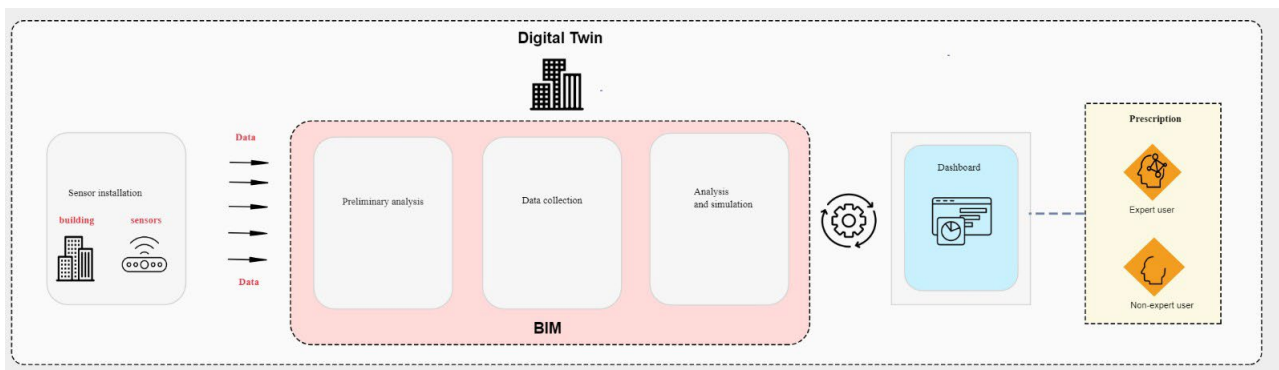 Digital Twin
Sensor installation
building
sensors
Data
Data
Preliminary analysis
Data collection
Analysis
and simulation
BIM
Dashboard
Prescription
Expert user
Non-expert user